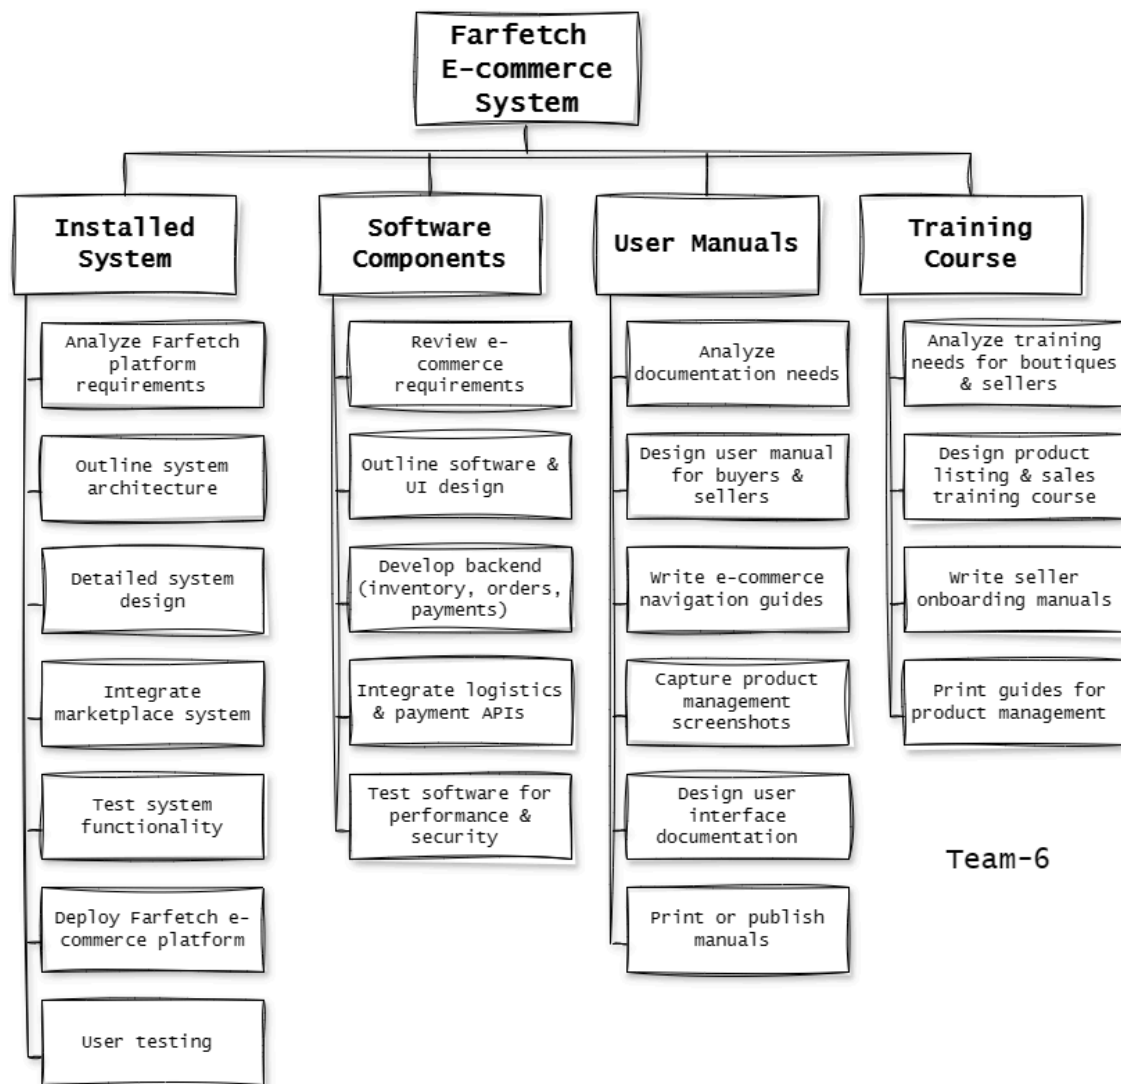 Farfetch
E-commerce
System
Installed
System
Analyze Farfetch
platform
requirements
Outline system
architecture
Detailed system
design
Integrate
marketplace system
Test system
functionality
Deploy Farfetch e-
commerce platform
User testing
Software
Components
Review e-
commerce
requirements
Outline software &
UI design
Develop backend
(inventory, orders,
payments)
Integrate logistics
& payment APIs
Test software for
performance &
security
User Manuals
Analyze
documentation needs
Design user manual
for buyers &
sellers
Write e-commerce
navigation guides
Capture product
management
screenshots
Design user
interface
documentation
Print or publish
manuals
Training
Course
Analyze training
needs for boutiques
& sellers
Design product
listing & sales
training course
Write seller
onboarding manuals
Print guides for
product management
Team-6